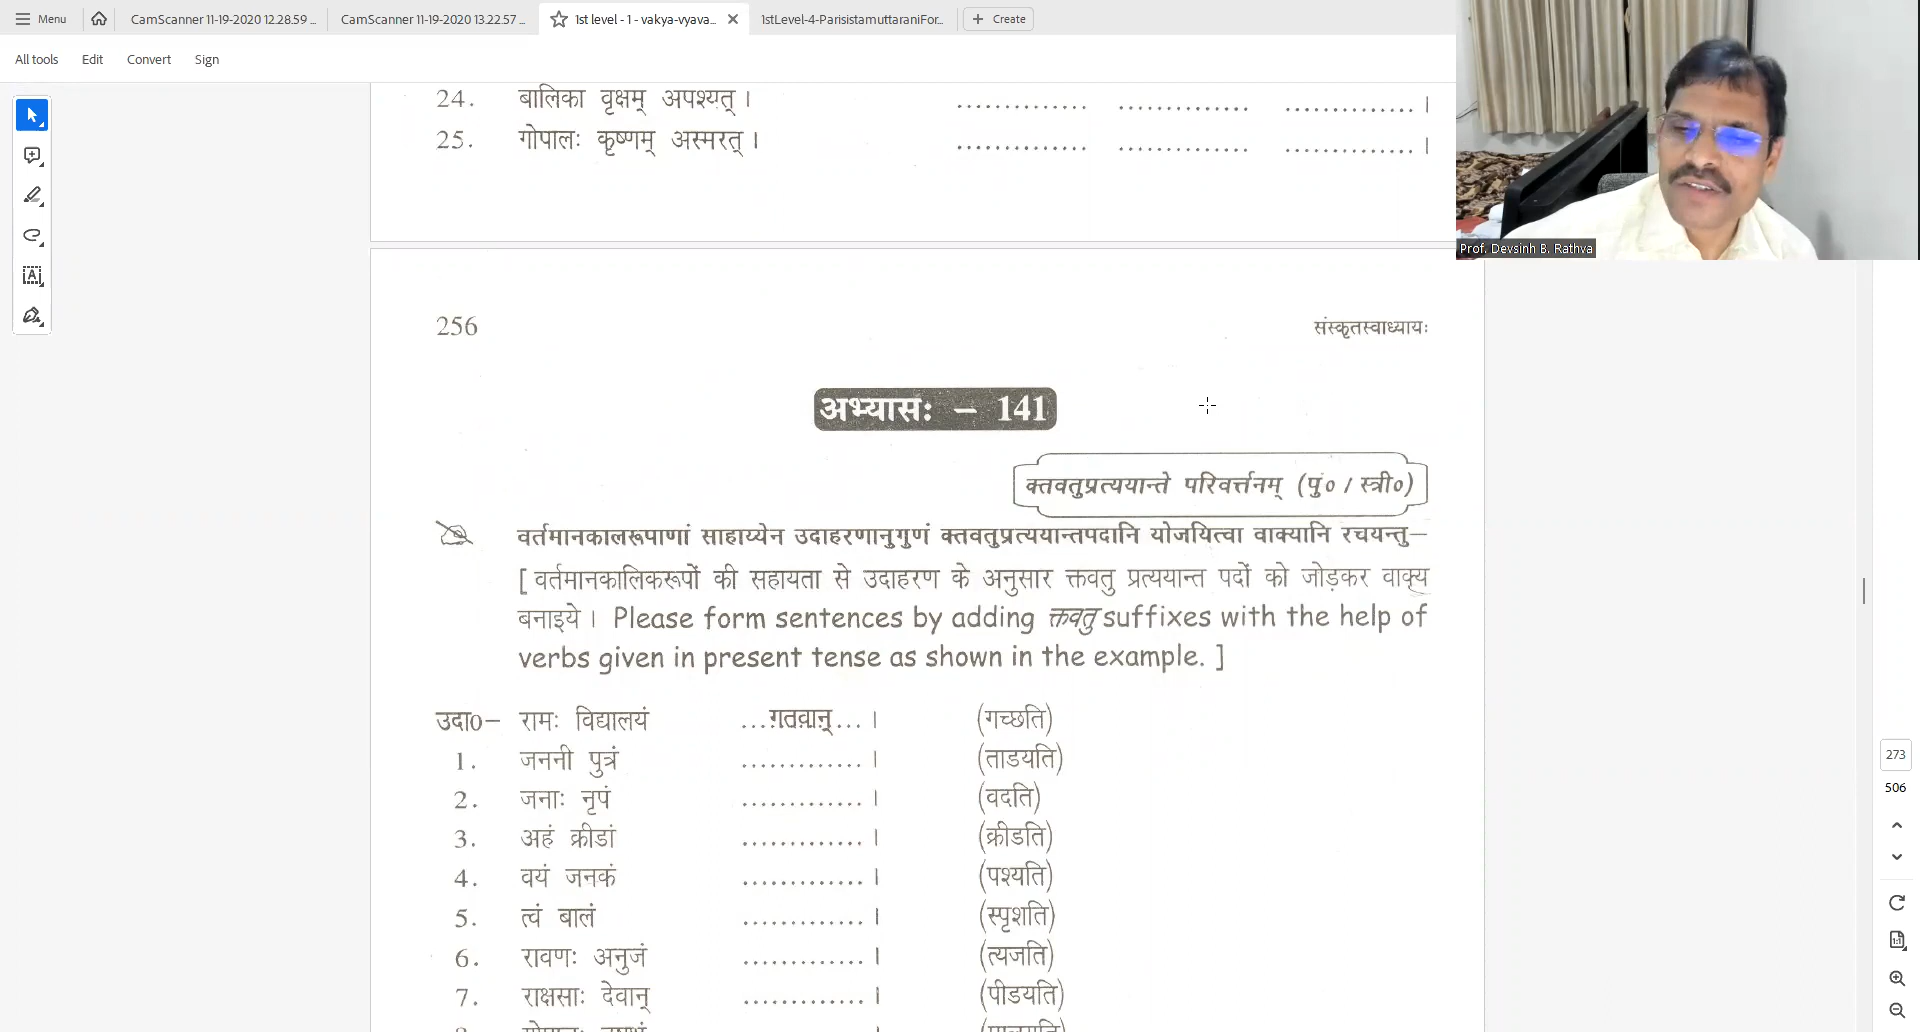 Menu
CamScanner 11-19-2020 12.28.59 ...
CamScanner 11-19-2020 13.22.57 ...
1st level - 1 - vakya-vyava...
1stLevel-4-ParisistamuttaraniFor...
Create
All tools Edit Convert Sign
24. बालिका वृक्षम् अपश्यत् । ............. ............. ............. ।
25. गोपालः कृष्णम् अस्मरत् । ............. ............. ............. ।
Prof. Devsinh B. Rathva
256 संस्कृतस्वाध्यायः
अभ्यासः – 141
क्तवतुप्रत्ययान्ते परिवर्त्तनम् (पुं० / स्त्री०)
वर्तमानकालरूपाणां साहाय्येन उदाहरणानुगुणं क्तवतुप्रत्ययान्तपदानि योजयित्वा वाक्यानि रचयन्तु–
[ वर्तमानकालिकरूपों की सहायता से उदाहरण के अनुसार क्तवतु प्रत्ययान्त पदों को जोड़कर वाक्य
बनाइये । Please form sentences by adding क्तवतु suffixes with the help of
verbs given in present tense as shown in the example. ]
उदा०– रामः विद्यालयं ...गतवान्... । (गच्छति)
1. जननी पुत्रं ............. । (ताडयति)
2. जनाः नृपं ............. । (वदति)
3. अहं क्रीडां ............. । (क्रीडति)
4. वयं जनकं ............. । (पश्यति)
5. त्वं बालं ............. । (स्पृशति)
6. रावणः अनुजं ............. । (त्यजति)
7. राक्षसाः देवान् ............. । (पीडयति)
273
506